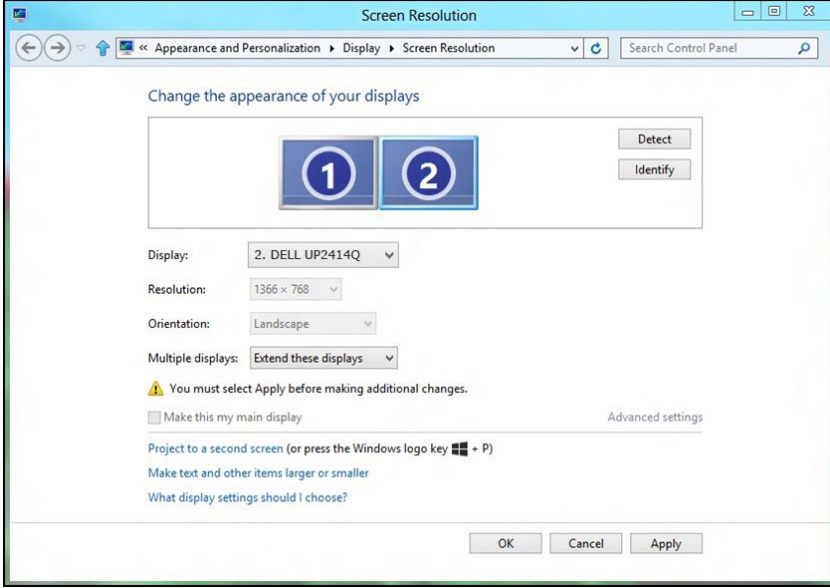 Screen Resolution
« Appearance and Personalization ▸ Display ▸ Screen Resolution
Search Control Panel
Change the appearance of your displays
1 2
Detect
Identify
Display: 2. DELL UP2414Q
Resolution: 1366 × 768
Orientation: Landscape
Multiple displays: Extend these displays
You must select Apply before making additional changes.
Make this my main display Advanced settings
Project to a second screen (or press the Windows logo key + P)
Make text and other items larger or smaller
What display settings should I choose?
OK Cancel Apply